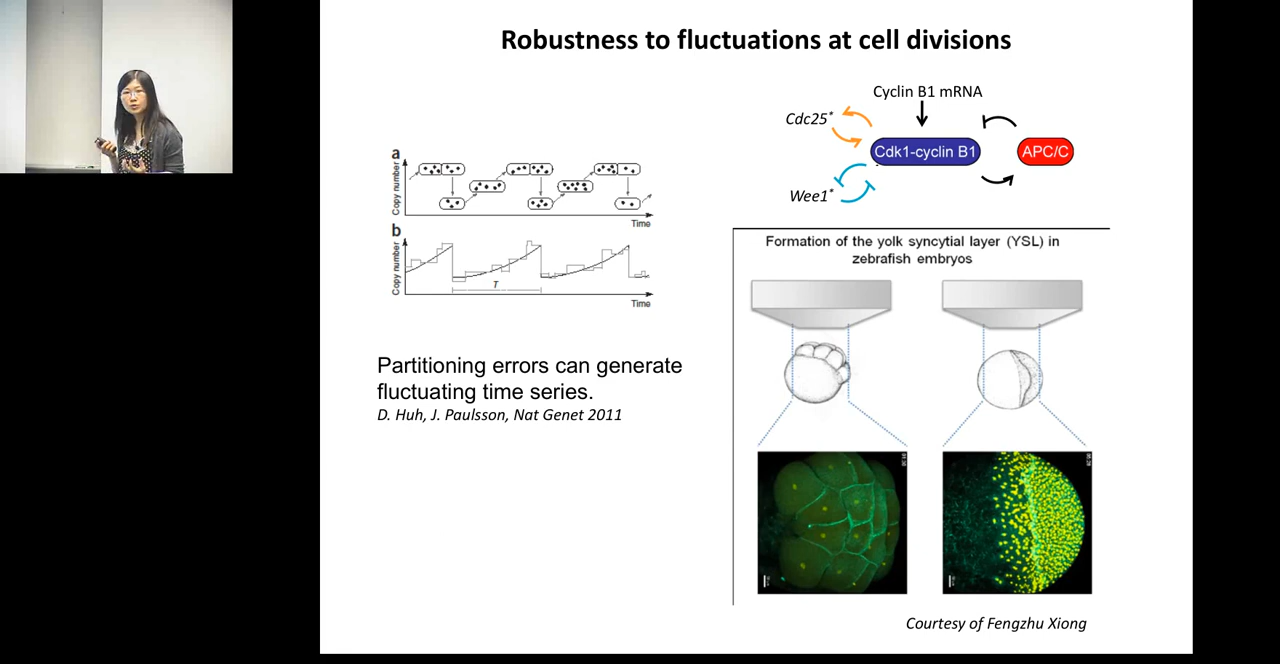 Robustness to fluctuations at cell divisions
Cyclin B1 mRNA
Cdc25*
Cdk1-cyclin B1
APC/C
Wee1*
a
Copy number
Time
b
Copy number
T
Time
Partitioning errors can generate
fluctuating time series.
D. Huh, J. Paulsson, Nat Genet 2011
Formation of the yolk syncytial layer (YSL) in
zebrafish embryos
Courtesy of Fengzhu Xiong